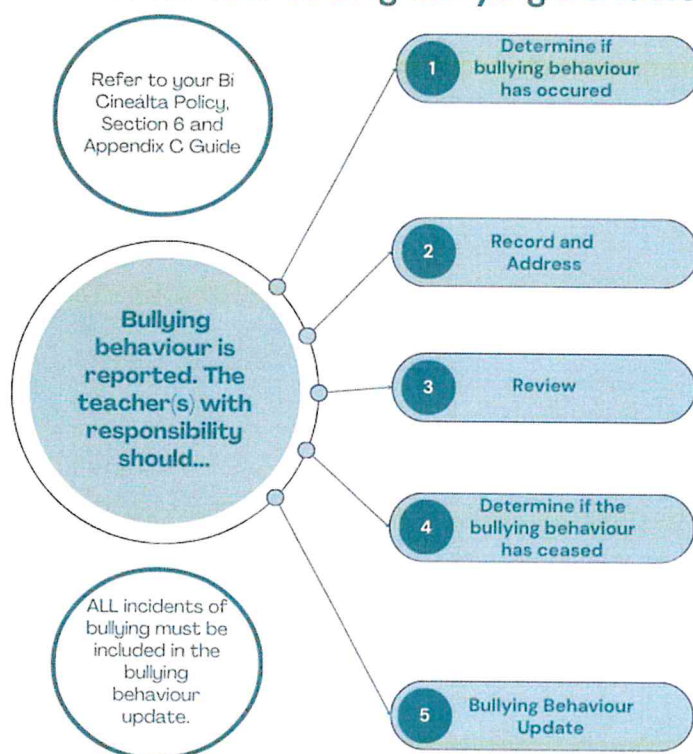 Refer to your Bí
Cineálta Policy,
Section 6 and
Appendix C Guide
Bullying
behaviour is
reported. The
teacher(s) with
responsibility
should...
ALL incidents of
bullying must be
included in the
bullying
behaviour
update.
1
Determine if
bullying behaviour
has occured
2
Record and
Address
3
Review
4
Determine if the
bullying behaviour
has ceased
5
Bullying Behaviour
Update